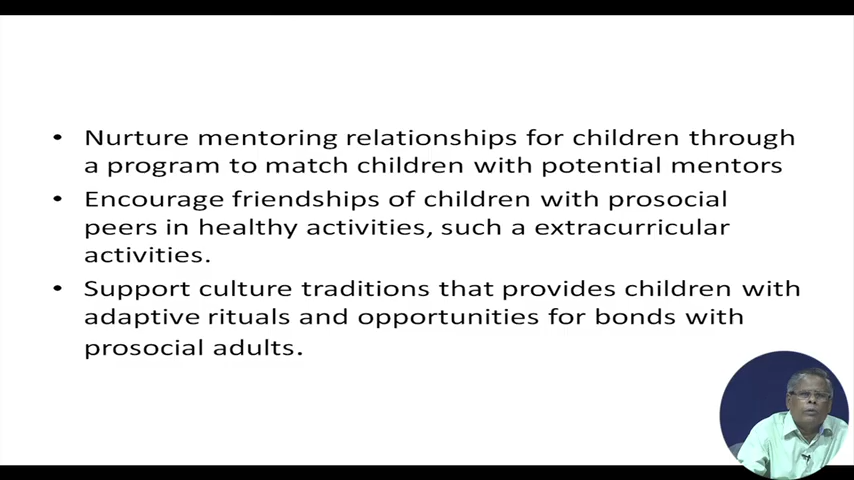 • Nurture mentoring relationships for children through
a program to match children with potential mentors
• Encourage friendships of children with prosocial
peers in healthy activities, such a extracurricular
activities.
• Support culture traditions that provides children with
adaptive rituals and opportunities for bonds with
prosocial adults.